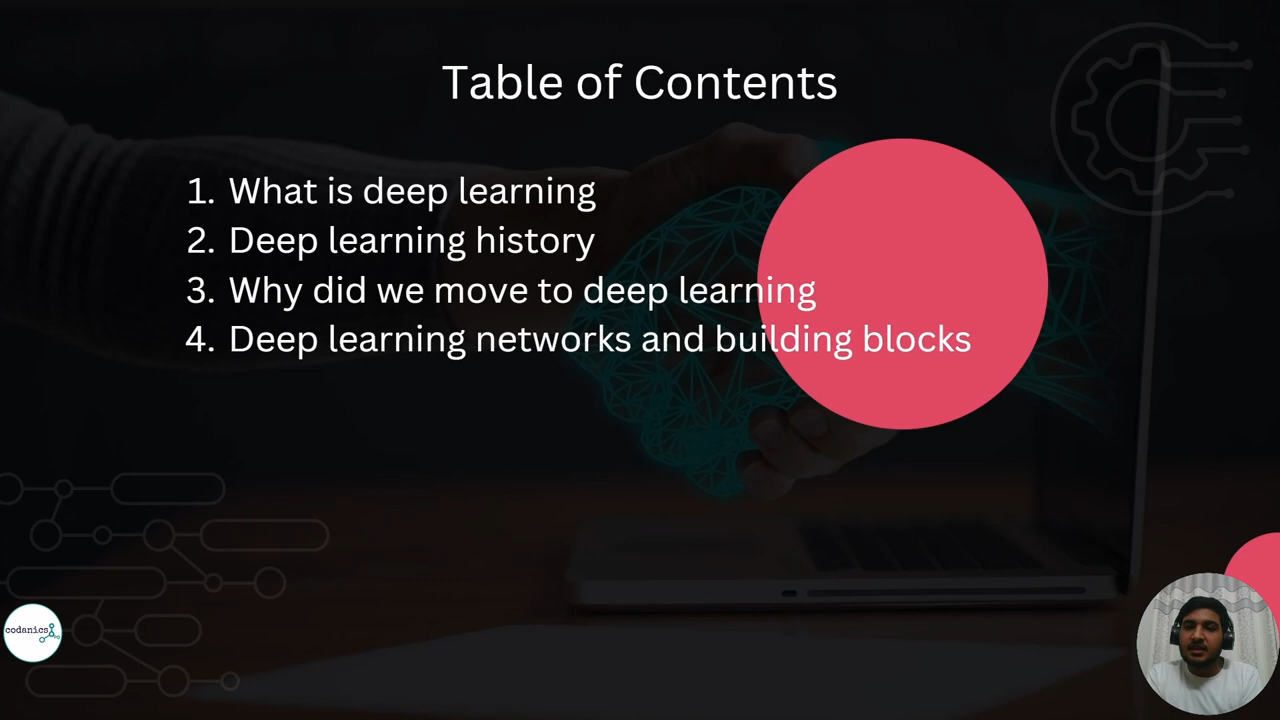 Table of Contents
1. What is deep learning
2. Deep learning history
3. Why did we move to deep learning
4. Deep learning networks and building blocks
codanics